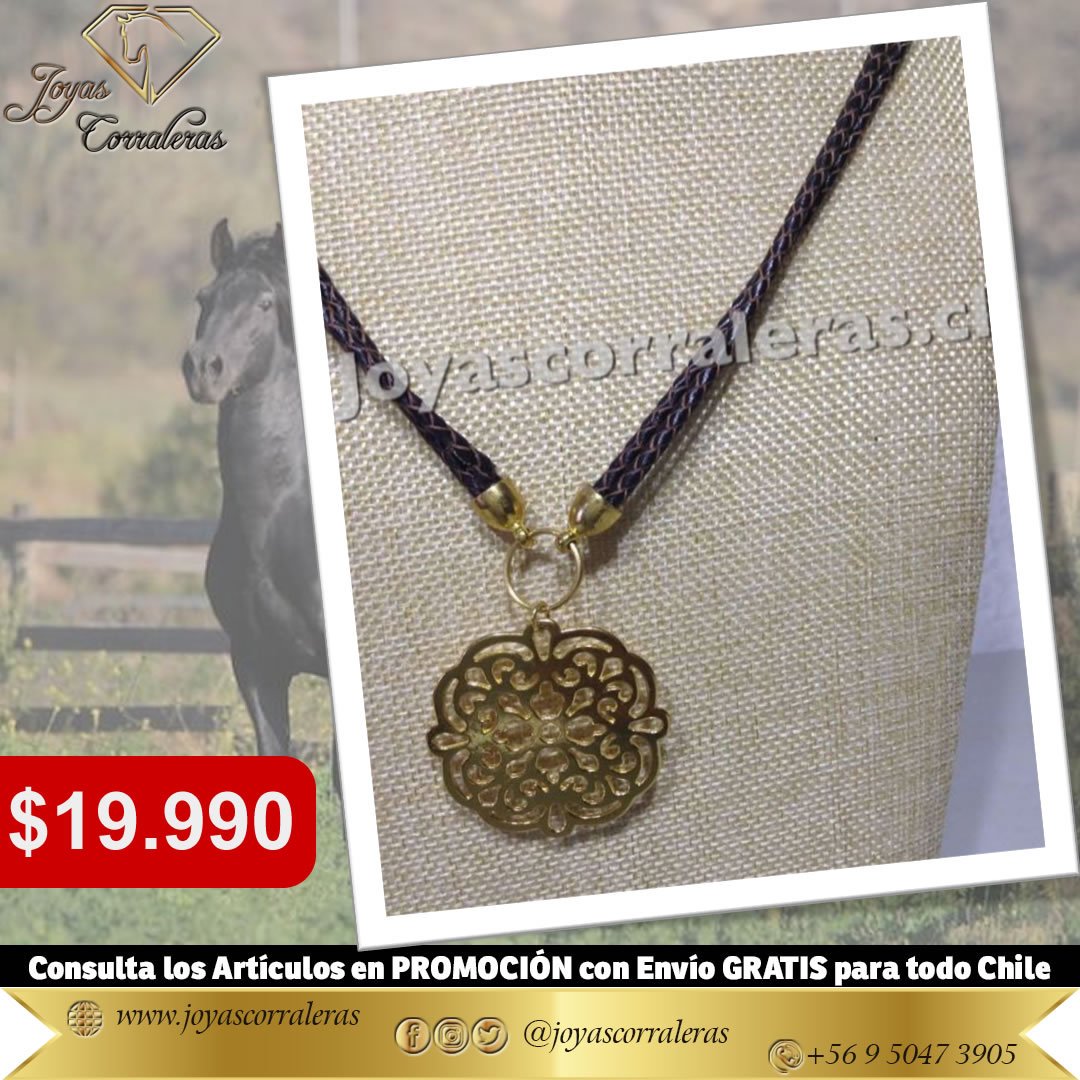 Joyas
Corraleras
joyascorraleras.cl
$19.990
Consulta los Artículos en PROMOCIÓN con Envío GRATIS para todo Chile
www.joyascorraleras
@joyascorraleras
+56 9 5047 3905